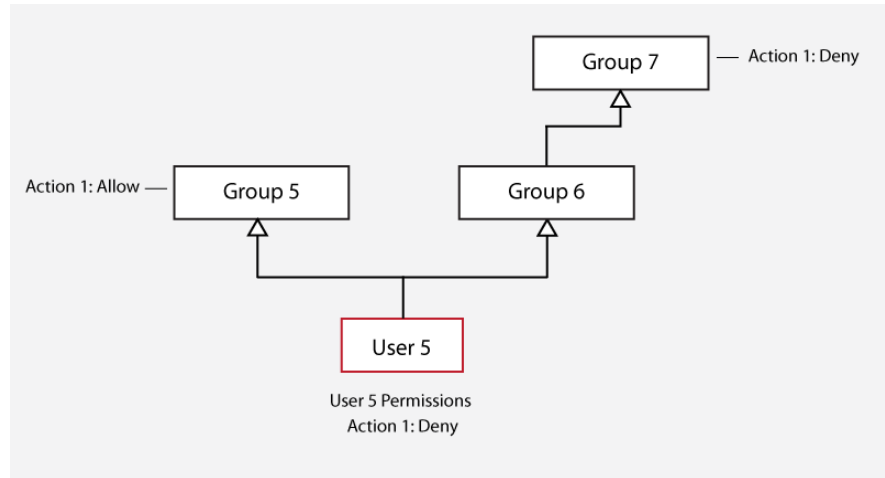 Group 7
Action 1: Deny
Action 1: Allow
Group 5
Group 6
User 5
User 5 Permissions
Action 1: Deny